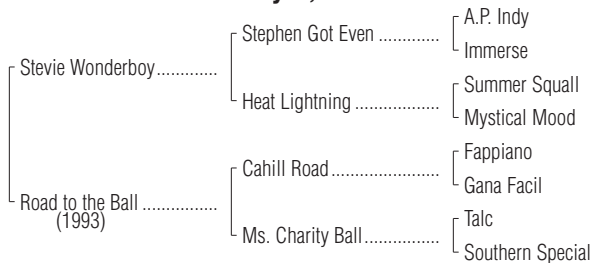 A.P. Indy
Stephen Got Even .............
Immerse
Stevie Wonderboy.............
Summer Squall
Heat Lightning ..................
Mystical Mood
Fappiano
Cahill Road.......................
Gana Facil
Road to the Ball ................
(1993)
Talc
Ms. Charity Ball................
Southern Special